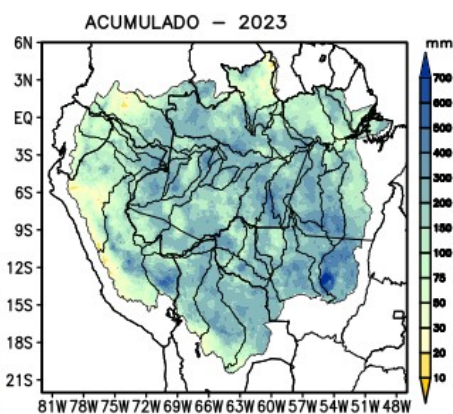 ACUMULADO – 2023
mm
6N
3N
EQ
3S
6S
9S
12S
15S
18S
21S
700
600
500
400
300
200
100
75
50
30
20
10
81W 78W 75W 72W 69W 66W 63W 60W 57W 54W 51W 48W